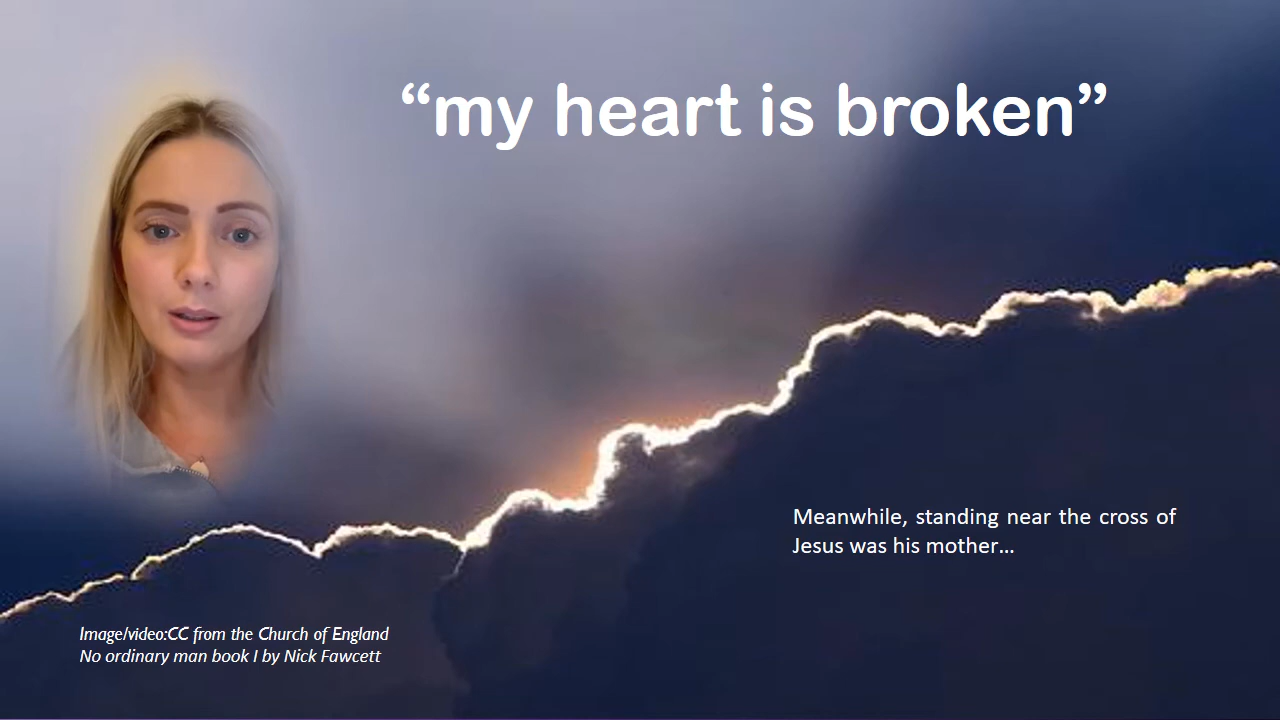 “my heart is broken”
Meanwhile, standing near the cross of
Jesus was his mother...
Image/video:CC from the Church of England
No ordinary man book I by Nick Fawcett